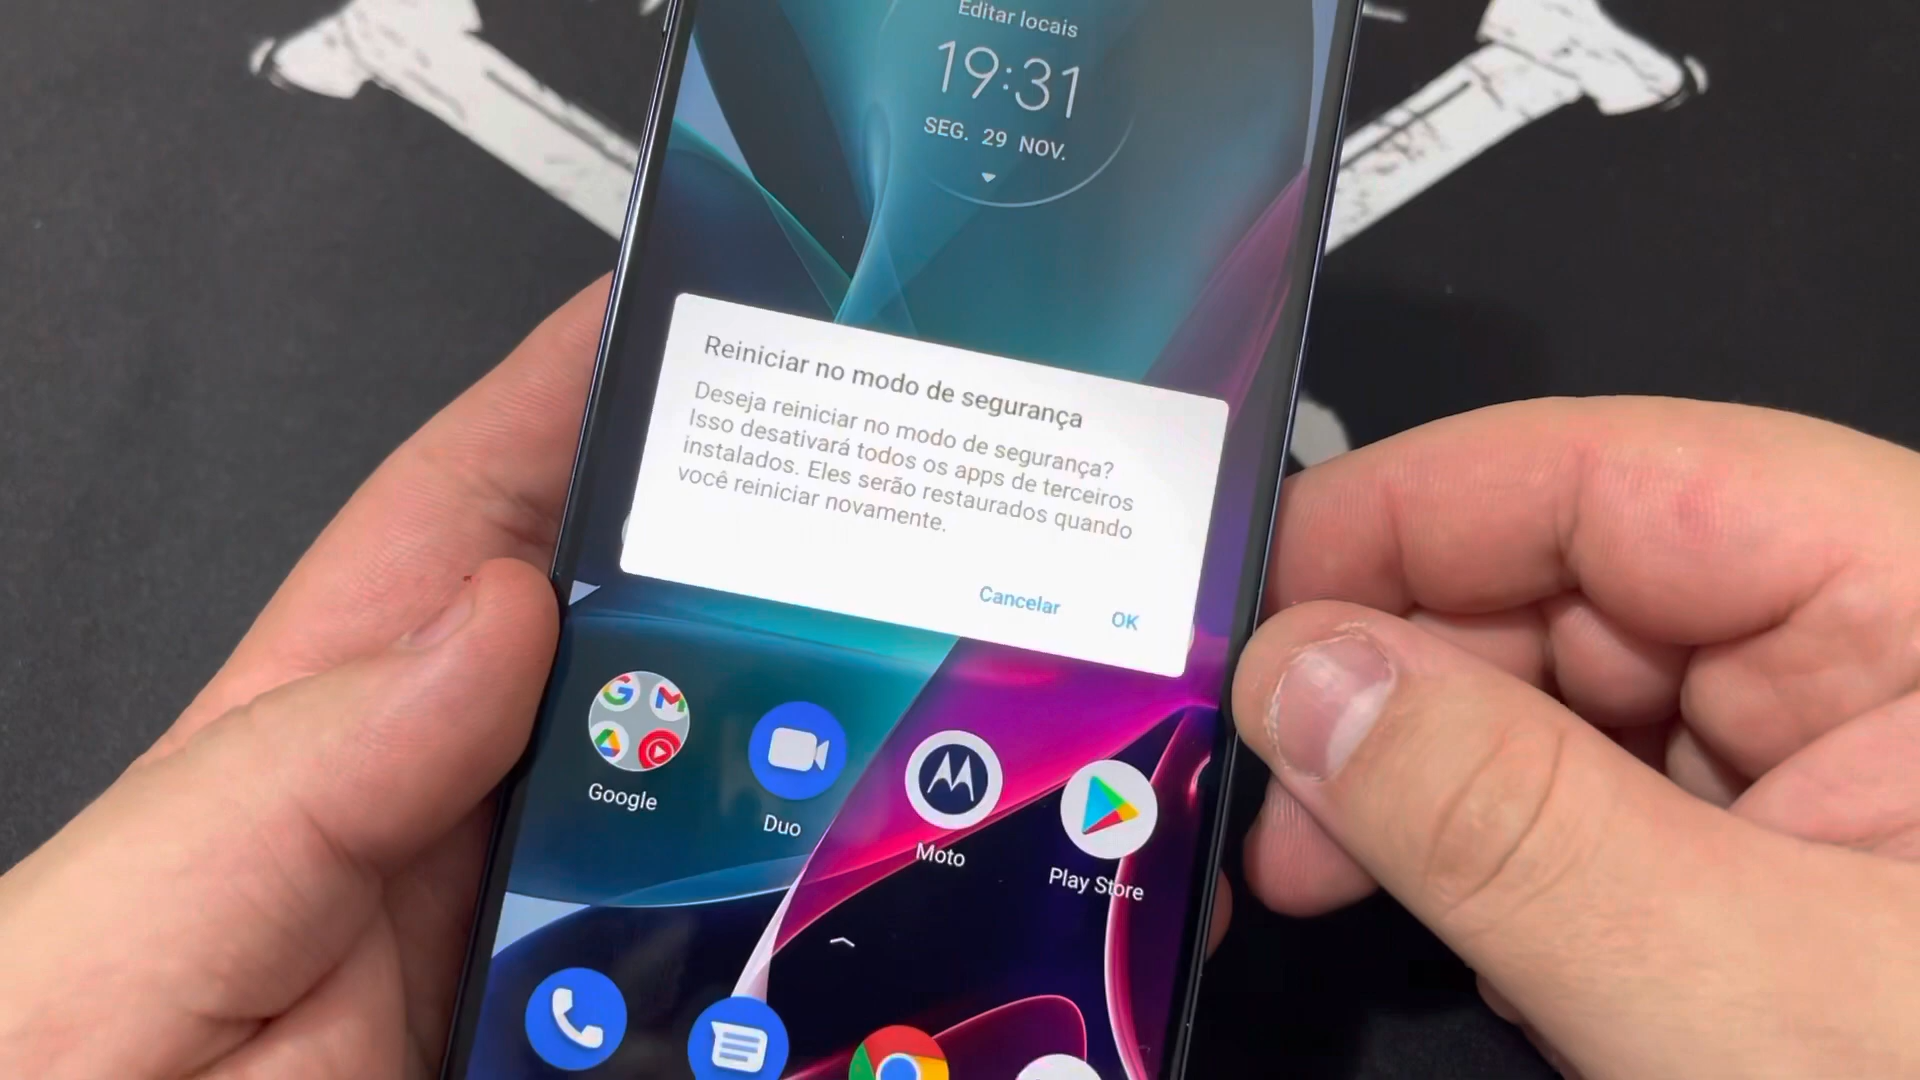 Editar locais
19:31
SEG. 29 NOV.
Reiniciar no modo de segurança
Deseja reiniciar no modo de segurança?
Isso desativará todos os apps de terceiros
instalados. Eles serão restaurados quando
você reiniciar novamente.
Cancelar OK
Google
Duo
Moto
Play Store